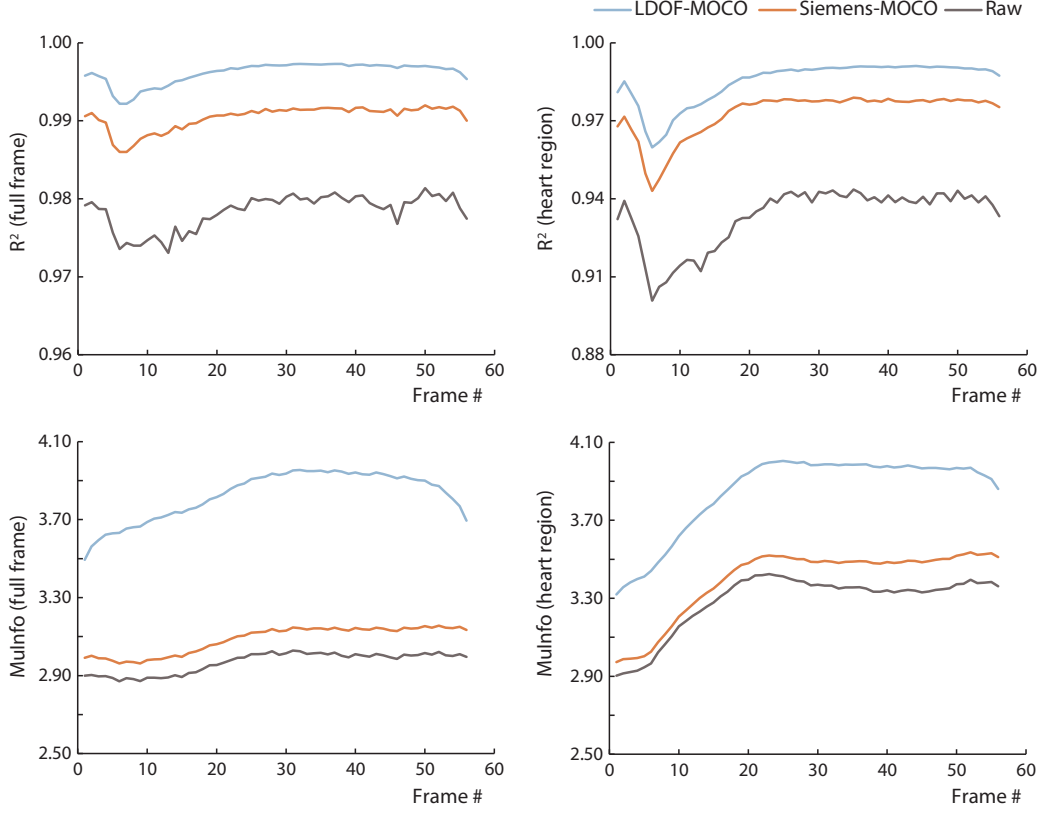 LDOF-MOCO Siemens-MOCO Raw
1.00
0.99
0.98
0.97
0.96
R² (full frame)
0 10 20 30 40 50 60
Frame #
1.00
0.97
0.94
0.91
0.88
R² (heart region)
0 10 20 30 40 50 60
Frame #
4.10
3.70
3.30
2.90
2.50
MuInfo (full frame)
0 10 20 30 40 50 60
Frame #
4.10
3.70
3.30
2.90
2.50
MuInfo (heart region)
0 10 20 30 40 50 60
Frame #